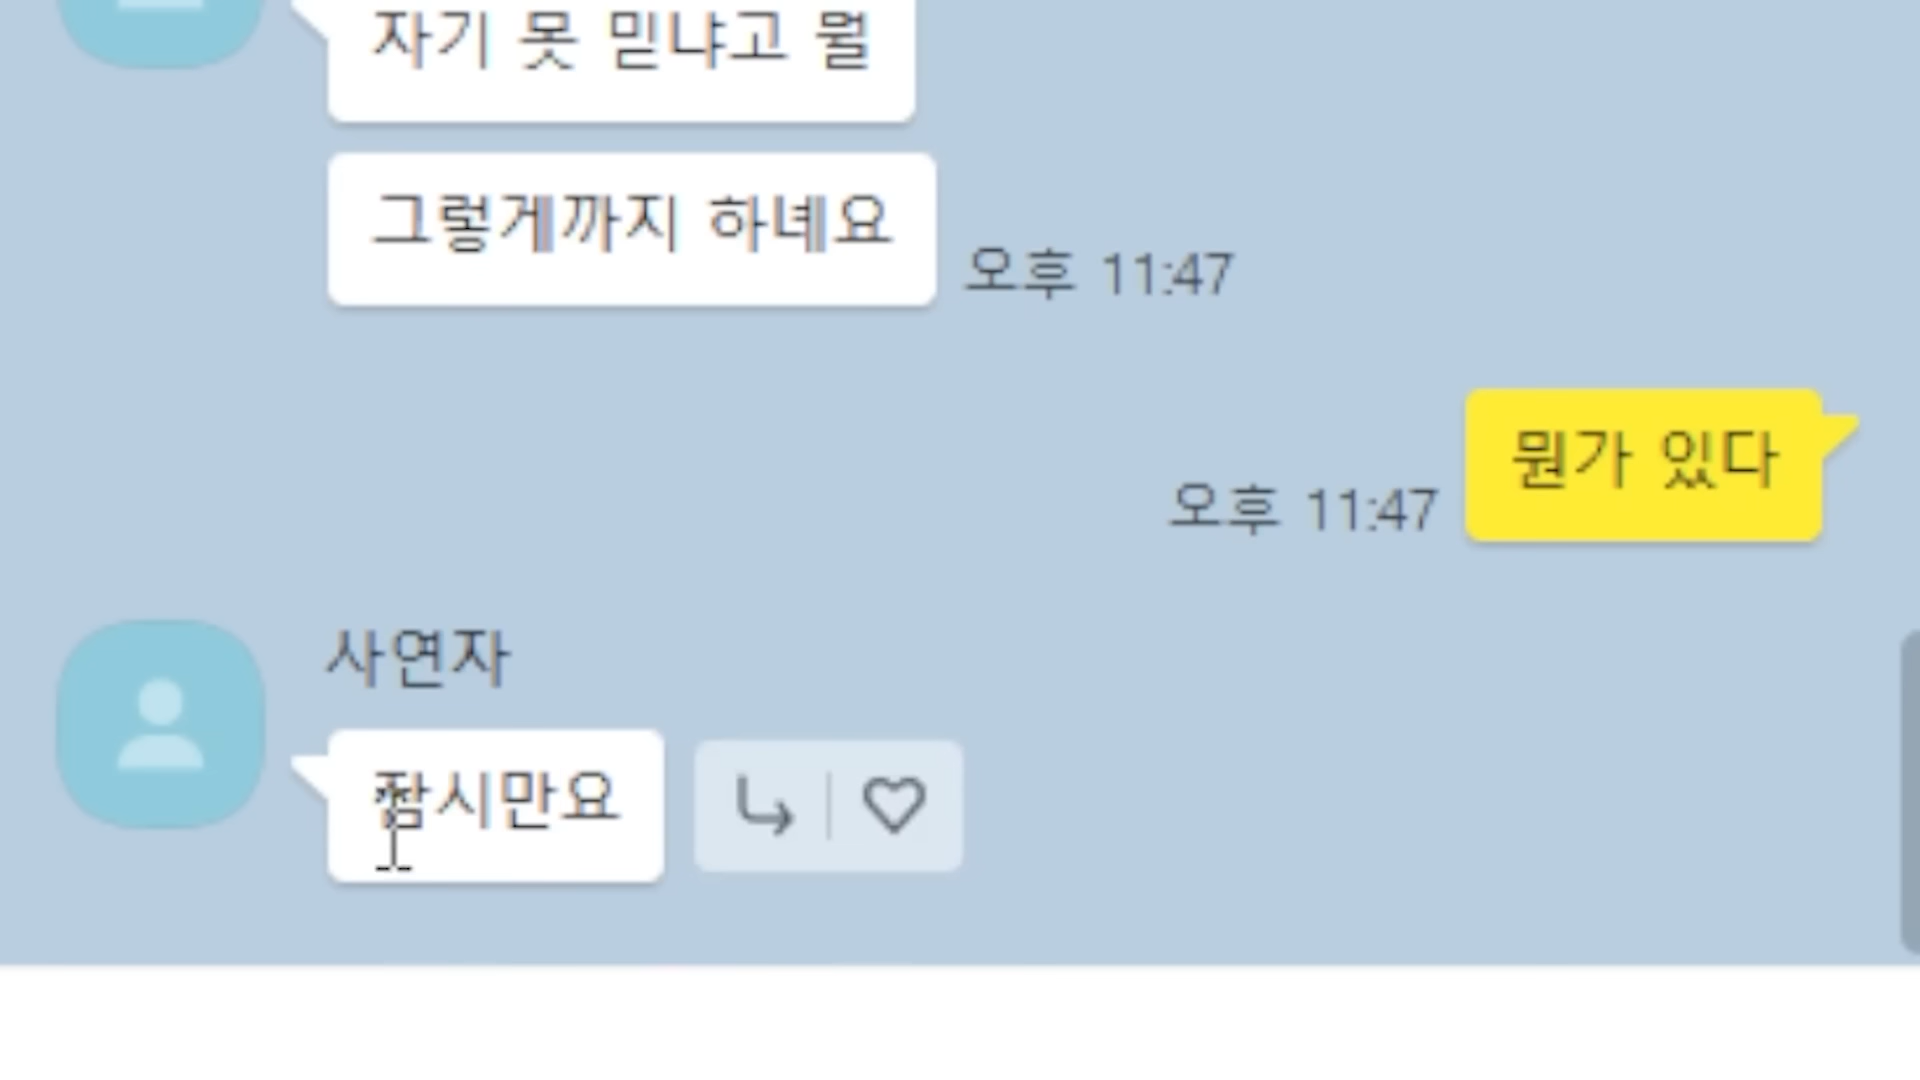 자기 못 믿냐고 뭘
그렇게까지 하녜요
오후 11:47
뭔가 있다
오후 11:47
사연자
잠시만요